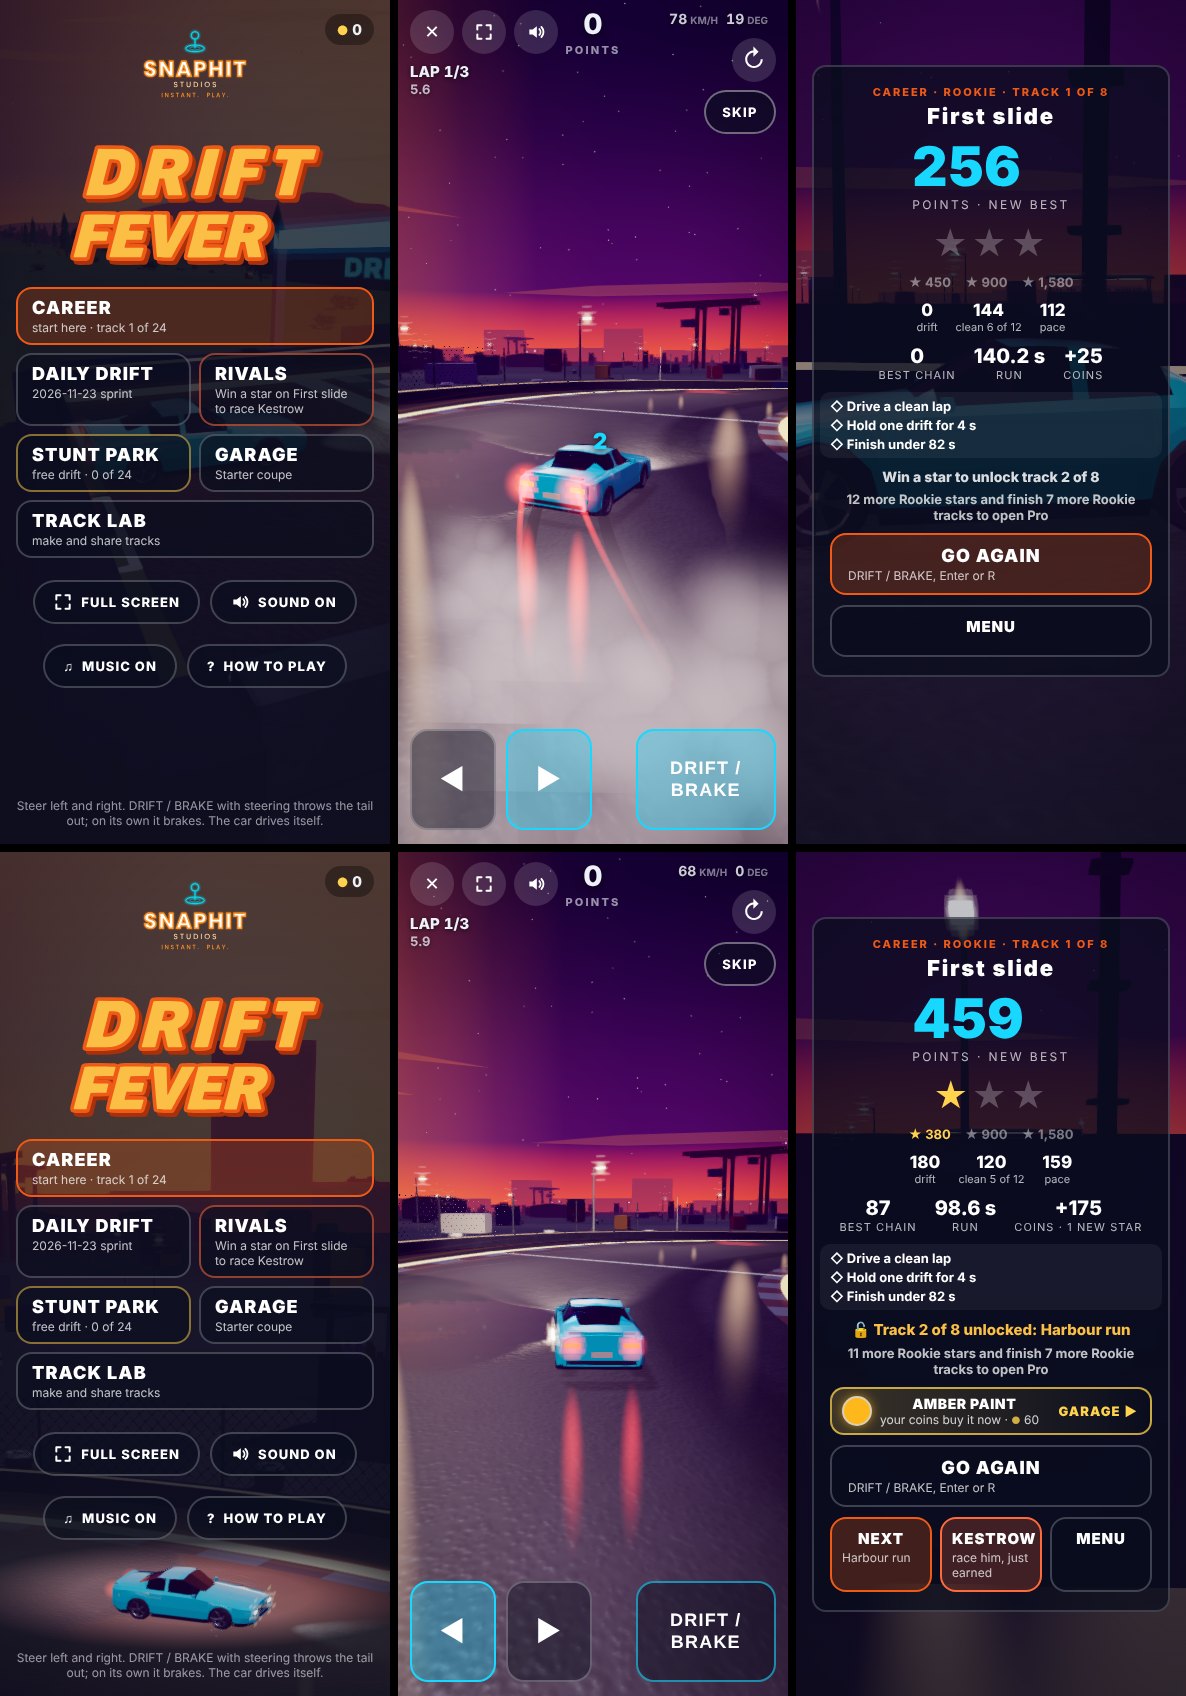 0
SNAPHIT
STUDIOS
INSTANT. PLAY.
DRIFT
FEVER
DRI
CAREER
start here · track 1 of 24
DAILY DRIFT
2026-11-23 sprint
RIVALS
Win a star on First slide
to race Kestrow
STUNT PARK
free drift · 0 of 24
GARAGE
Starter coupe
TRACK LAB
make and share tracks
FULL SCREEN
SOUND ON
♫ MUSIC ON
? HOW TO PLAY
Steer left and right. DRIFT / BRAKE with steering throws the tail
out; on its own it brakes. The car drives itself.
✕
0
POINTS
78 KM/H 19 DEG
LAP 1/3
5.6
SKIP
2
◀
▶
DRIFT /
BRAKE
CAREER · ROOKIE · TRACK 1 OF 8
First slide
256
POINTS · NEW BEST
★ ★ ★
★ 450 ★ 900 ★ 1,580
0 144 112
drift clean 6 of 12 pace
0 140.2 s +25
BEST CHAIN RUN COINS
◇ Drive a clean lap
◇ Hold one drift for 4 s
◇ Finish under 82 s
Win a star to unlock track 2 of 8
12 more Rookie stars and finish 7 more Rookie
tracks to open Pro
GO AGAIN
DRIFT / BRAKE, Enter or R
MENU
0
SNAPHIT
STUDIOS
INSTANT. PLAY.
DRIFT
FEVER
CAREER
start here · track 1 of 24
DAILY DRIFT
2026-11-23 sprint
RIVALS
Win a star on First slide
to race Kestrow
STUNT PARK
free drift · 0 of 24
GARAGE
Starter coupe
TRACK LAB
make and share tracks
FULL SCREEN
SOUND ON
♫ MUSIC ON
? HOW TO PLAY
Steer left and right. DRIFT / BRAKE with steering throws the tail
out; on its own it brakes. The car drives itself.
✕
0
POINTS
68 KM/H 0 DEG
LAP 1/3
5.9
SKIP
◀
▶
DRIFT /
BRAKE
CAREER · ROOKIE · TRACK 1 OF 8
First slide
459
POINTS · NEW BEST
★ ★ ★
★ 380 ★ 900 ★ 1,580
180 120 159
drift clean 5 of 12 pace
87 98.6 s +175
BEST CHAIN RUN COINS · 1 NEW STAR
◇ Drive a clean lap
◇ Hold one drift for 4 s
◇ Finish under 82 s
🔓 Track 2 of 8 unlocked: Harbour run
11 more Rookie stars and finish 7 more Rookie
tracks to open Pro
AMBER PAINT
your coins buy it now · ● 60
GARAGE ▶
GO AGAIN
DRIFT / BRAKE, Enter or R
NEXT
Harbour run
KESTROW
race him, just
earned
MENU